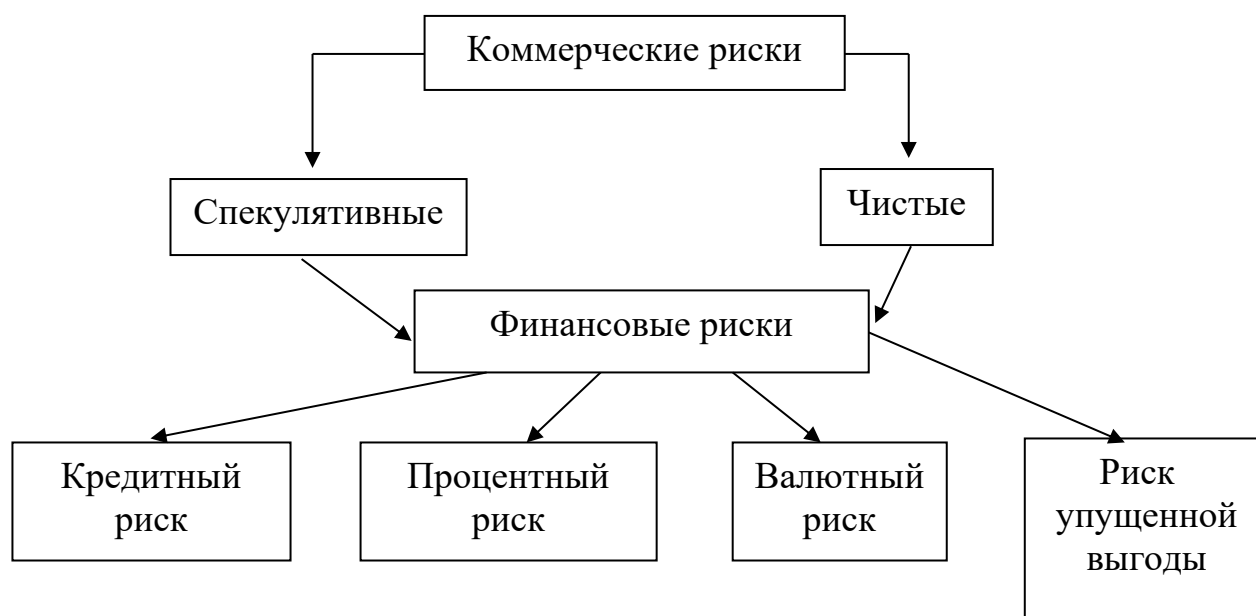 Коммерческие риски
Спекулятивные
Чистые
Финансовые риски
Кредитный
риск
Процентный
риск
Валютный
риск
Риск
упущенной
выгоды